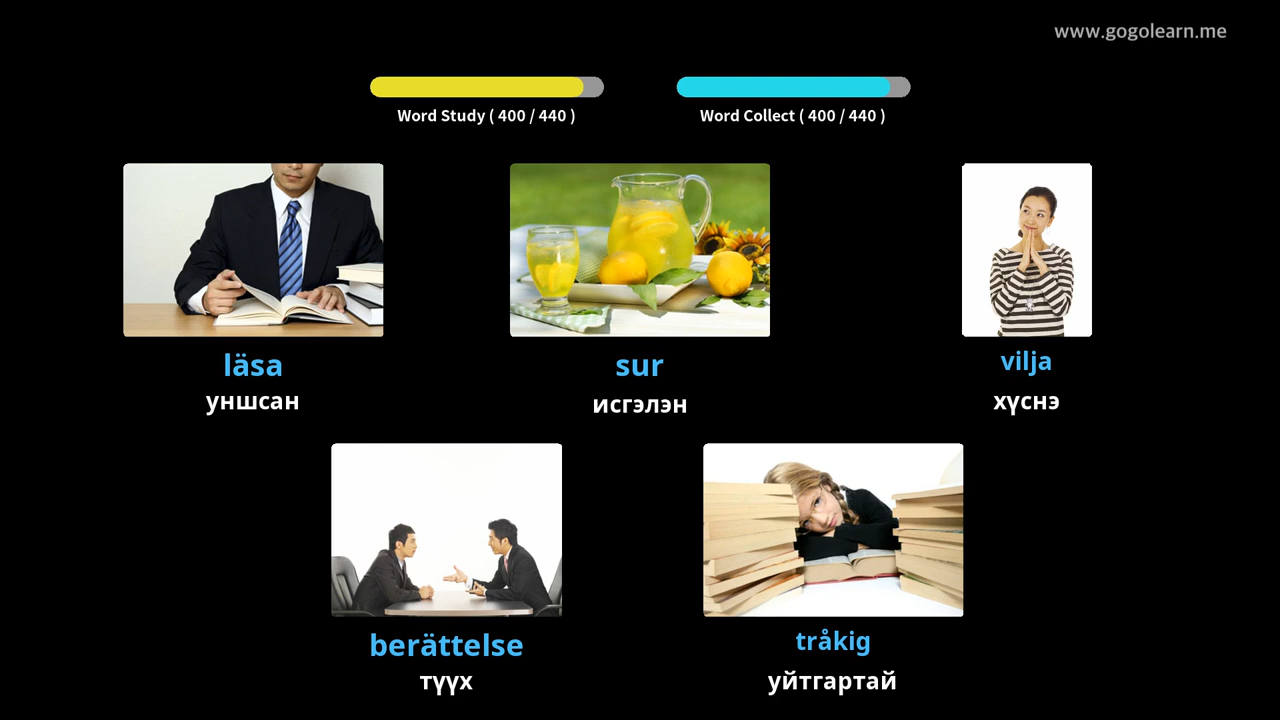 www.gogolearn.me
Word Study ( 400 / 440 )
Word Collect ( 400 / 440 )
läsa
уншсан
sur
исгэлэн
vilja
хүснэ
berättelse
түүх
tråkig
уйтгартай